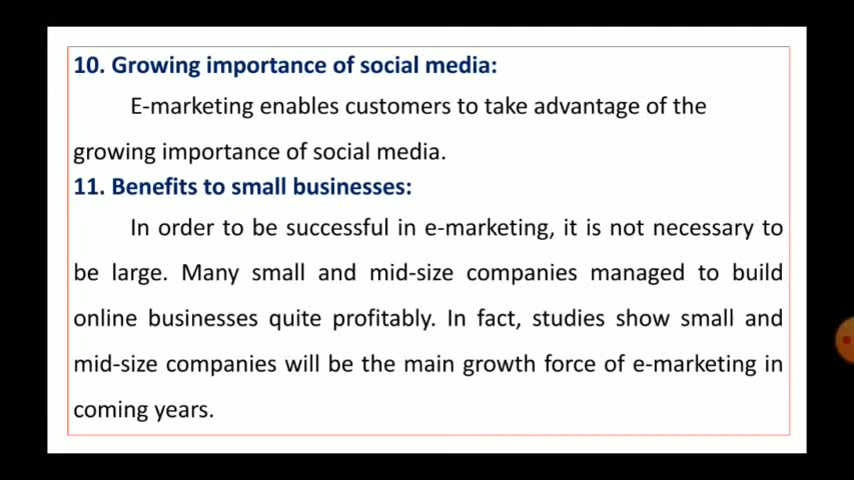 10. Growing importance of social media:
E-marketing enables customers to take advantage of the
growing importance of social media.
11. Benefits to small businesses:
In order to be successful in e-marketing, it is not necessary to
be large. Many small and mid-size companies managed to build
online businesses quite profitably. In fact, studies show small and
mid-size companies will be the main growth force of e-marketing in
coming years.